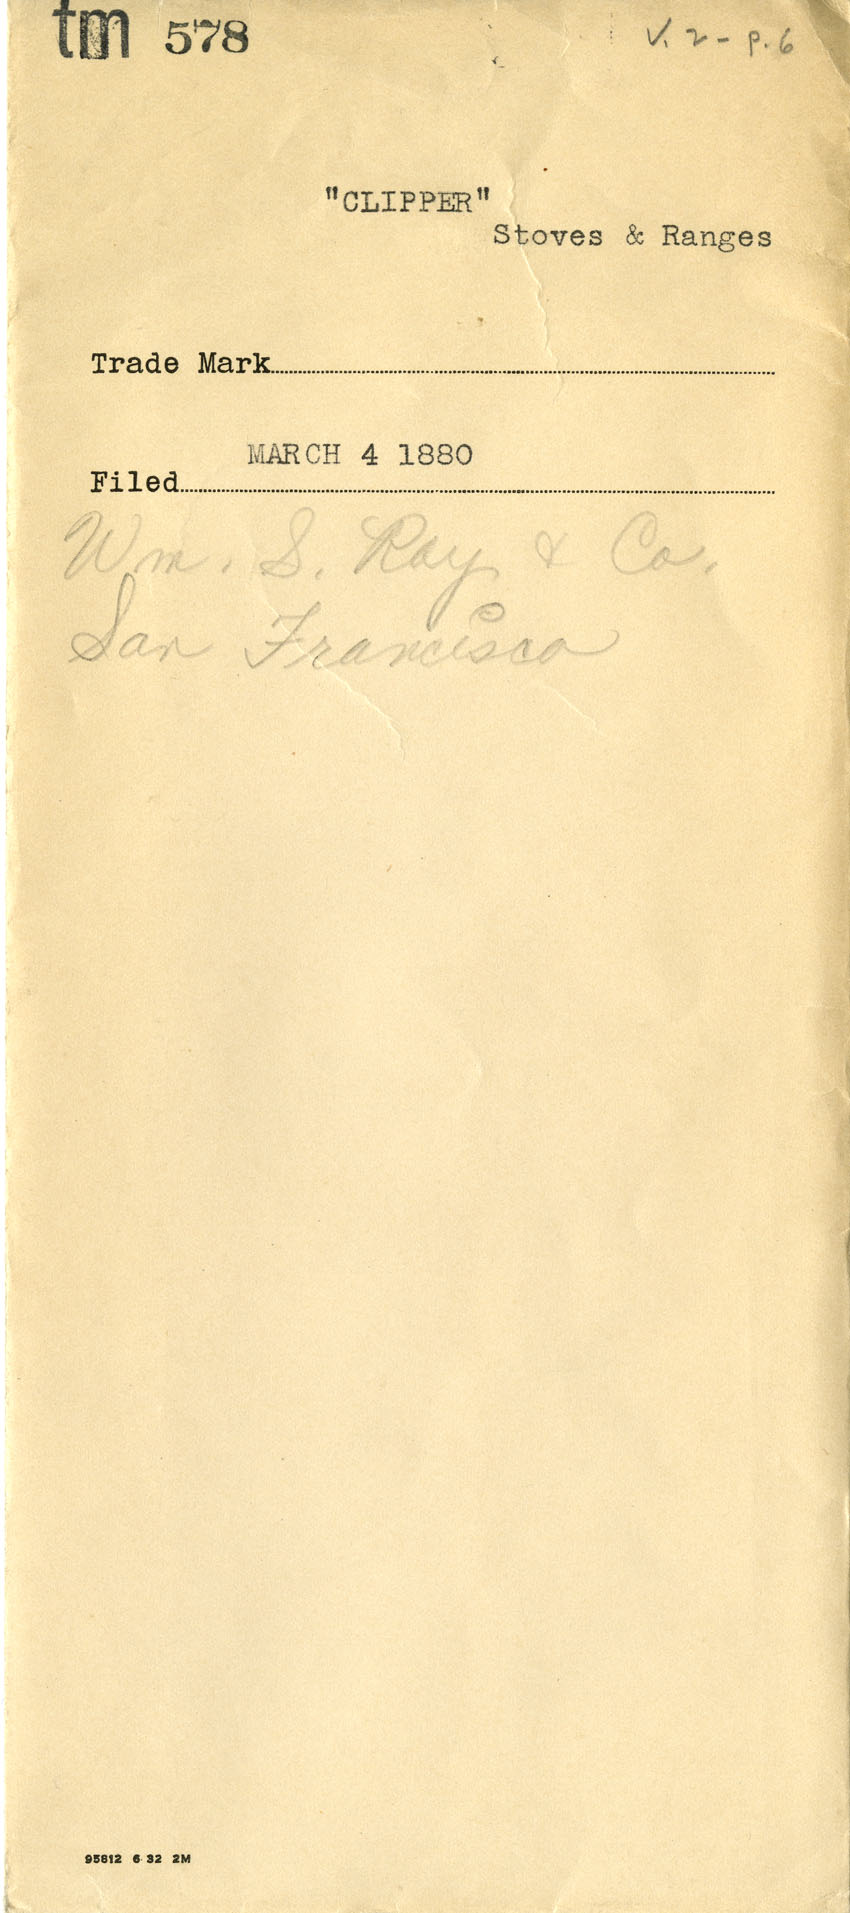 tm 578
V. 2 - p. 6
"CLIPPER"
Stoves & Ranges
Trade Mark
MARCH 4 1880
Filed
Wm. S. Ray & Co.
San Francisco
95812 6 32 2M